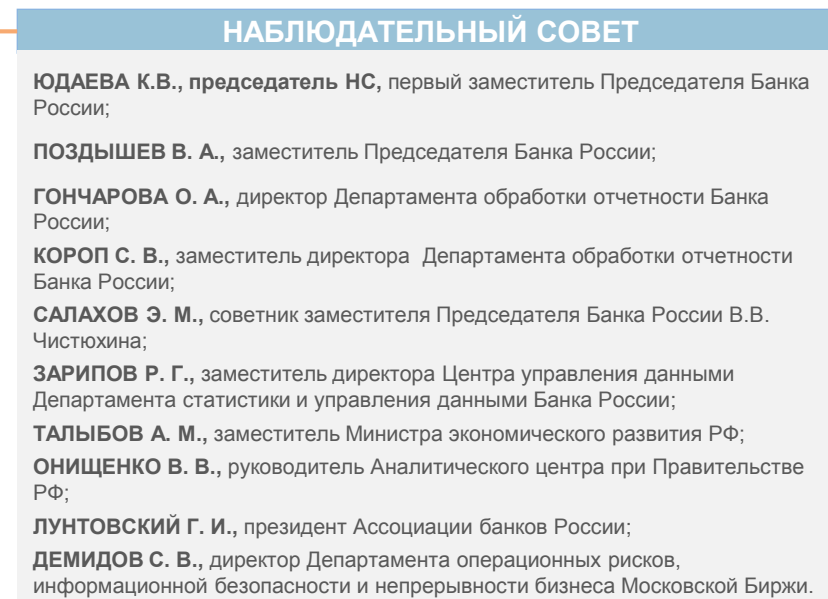 НАБЛЮДАТЕЛЬНЫЙ СОВЕТ
ЮДАЕВА К.В., председатель НС, первый заместитель Председателя Банка
России;
ПОЗДЫШЕВ В. А., заместитель Председателя Банка России;
ГОНЧАРОВА О. А., директор Департамента обработки отчетности Банка
России;
КОРОП С. В., заместитель директора Департамента обработки отчетности
Банка России;
САЛАХОВ Э. М., советник заместителя Председателя Банка России В.В.
Чистюхина;
ЗАРИПОВ Р. Г., заместитель директора Центра управления данными
Департамента статистики и управления данными Банка России;
ТАЛЫБОВ А. М., заместитель Министра экономического развития РФ;
ОНИЩЕНКО В. В., руководитель Аналитического центра при Правительстве
РФ;
ЛУНТОВСКИЙ Г. И., президент Ассоциации банков России;
ДЕМИДОВ С. В., директор Департамента операционных рисков,
информационной безопасности и непрерывности бизнеса Московской Биржи.